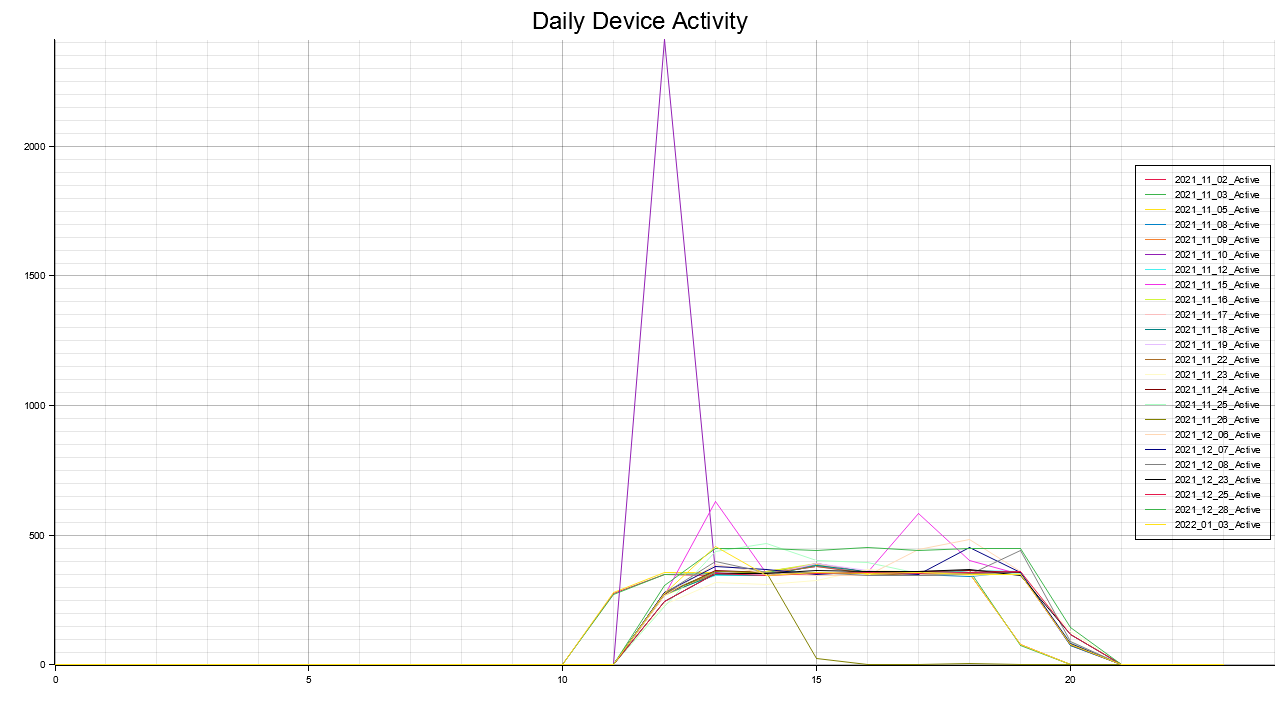 Daily Device Activity
2000
1500
1000
500
0
0 5 10 15 20
2021_11_02_Active
2021_11_03_Active
2021_11_05_Active
2021_11_08_Active
2021_11_09_Active
2021_11_10_Active
2021_11_12_Active
2021_11_15_Active
2021_11_16_Active
2021_11_17_Active
2021_11_18_Active
2021_11_19_Active
2021_11_22_Active
2021_11_23_Active
2021_11_24_Active
2021_11_25_Active
2021_11_26_Active
2021_12_06_Active
2021_12_07_Active
2021_12_08_Active
2021_12_23_Active
2021_12_25_Active
2021_12_28_Active
2022_01_03_Active